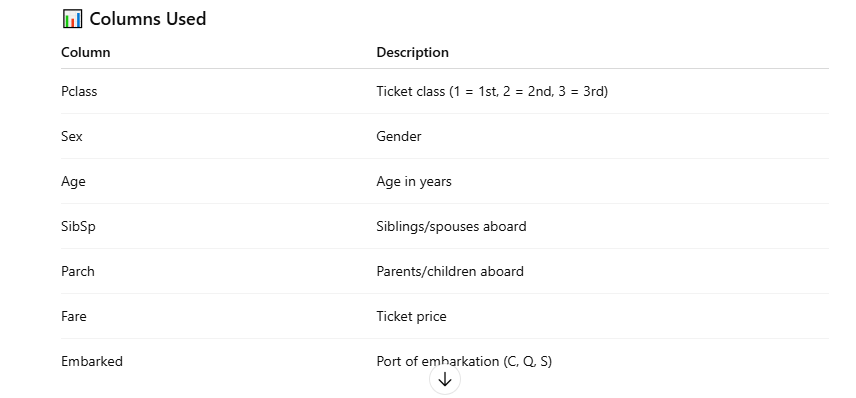 📊 Columns Used
Column Description
Pclass Ticket class (1 = 1st, 2 = 2nd, 3 = 3rd)
Sex Gender
Age Age in years
SibSp Siblings/spouses aboard
Parch Parents/children aboard
Fare Ticket price
Embarked Port of embarkation (C, Q, S)